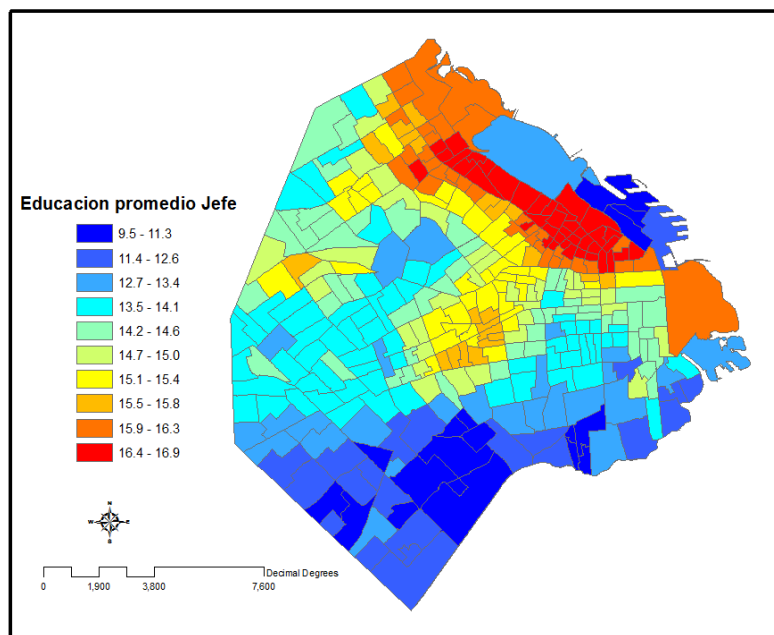 Educacion promedio Jefe
9.5 - 11.3
11.4 - 12.6
12.7 - 13.4
13.5 - 14.1
14.2 - 14.6
14.7 - 15.0
15.1 - 15.4
15.5 - 15.8
15.9 - 16.3
16.4 - 16.9
N
W E
S
Decimal Degrees
0 1,900 3,800 7,600